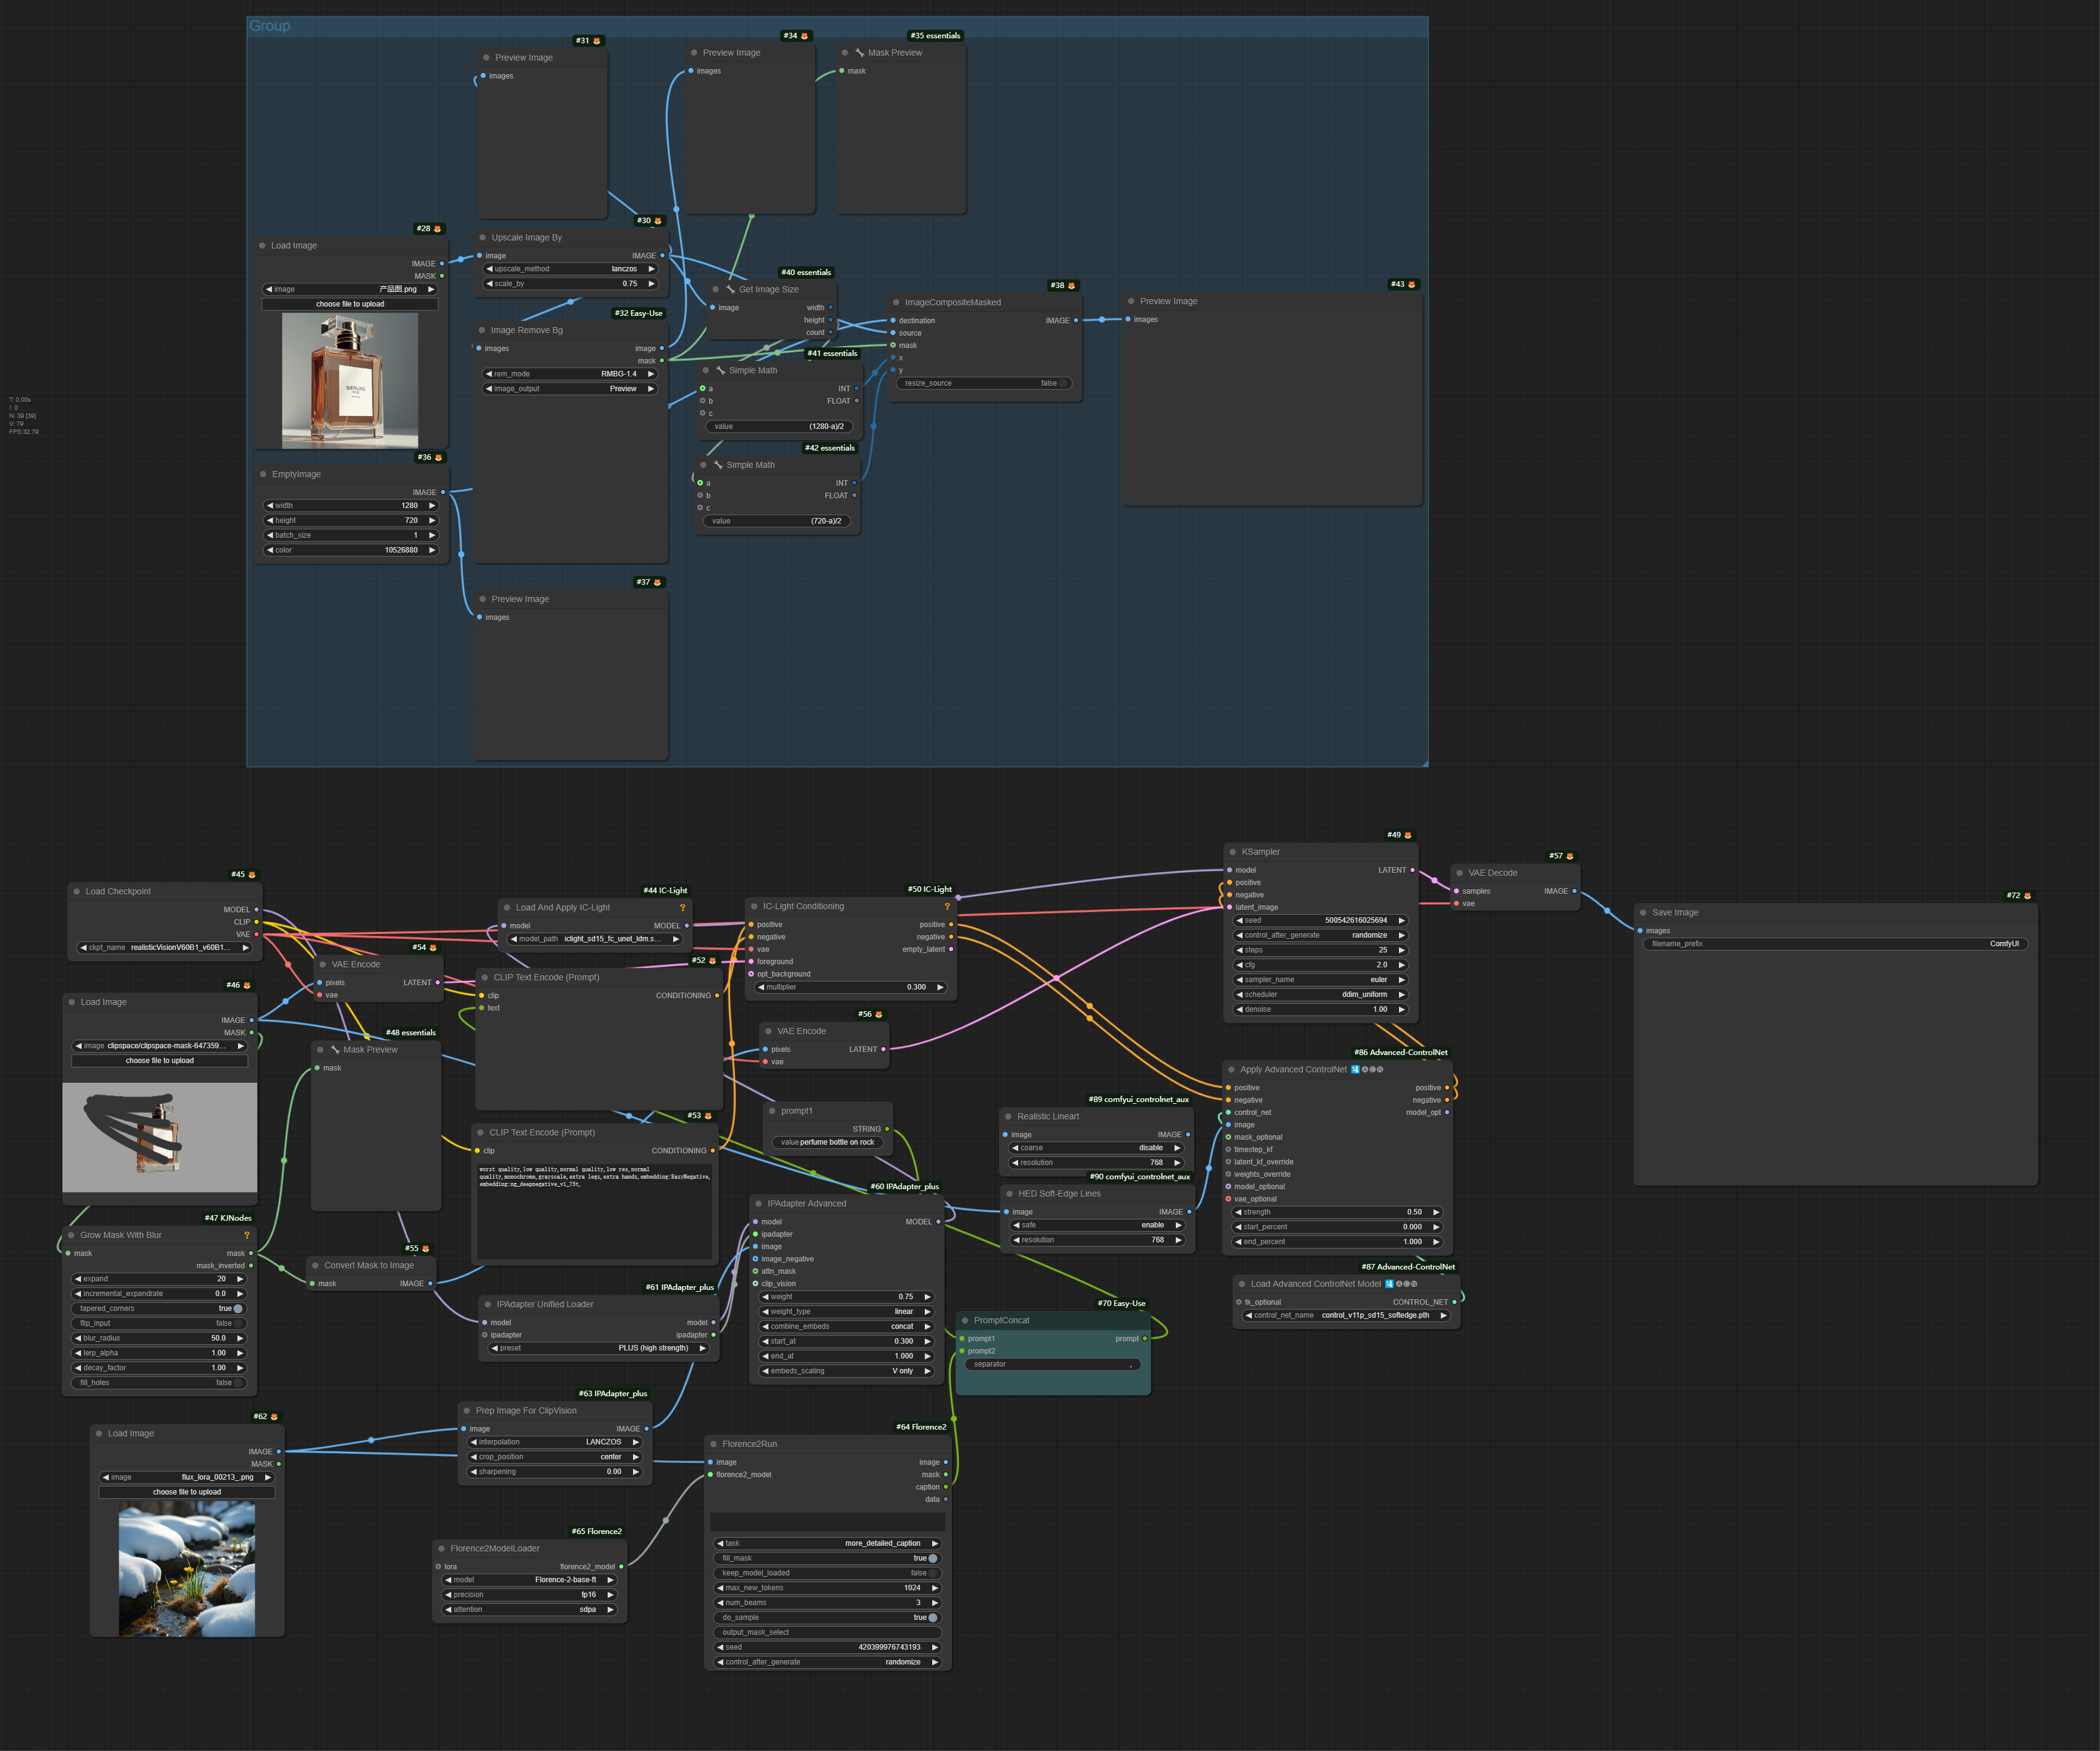 Group
#31
Preview Image
images
#34
Preview Image
images
#35 essentials
Mask Preview
mask
#28
Load Image
IMAGE
MASK
image 产品图.png
choose file to upload
#30
Upscale Image By
image IMAGE
upscale_method lanczos
scale_by 0.75
#32 Easy-Use
Image Remove Bg
images image
mask
rem_mode RMBG-1.4
image_output Preview
#40 essentials
Get Image Size
image width
height
count
#41 essentials
Simple Math
a INT
b FLOAT
c
value (1280-a)/2
#42 essentials
Simple Math
a INT
b FLOAT
c
value (720-a)/2
#38
ImageCompositeMasked
destination IMAGE
source
mask
x
y
resize_source false
#43
Preview Image
images
#36
EmptyImage
IMAGE
width 1280
height 720
batch_size 1
color 10526880
#37
Preview Image
images
T: 0.00s
I: 0
N: 39 [39]
V: 79
FPS:32.79
#45
Load Checkpoint
MODEL
CLIP
VAE
ckpt_name realisticVisionV60B1_v60B1...
#46
Load Image
IMAGE
MASK
image clipspace/clipspace-mask-647359...
choose file to upload
#47 KJNodes
Grow Mask With Blur ?
mask mask
mask_inverted
expand 20
incremental_expandrate 0.0
tapered_corners true
flip_input false
blur_radius 50.0
lerp_alpha 1.00
decay_factor 1.00
fill_holes false
#54
VAE Encode
pixels LATENT
vae
#48 essentials
Mask Preview
mask
#55
Convert Mask to Image
mask IMAGE
#44 IC-Light
Load And Apply IC-Light ?
model MODEL
model_path iclight_sd15_fc_unet_ldm.s...
#52
CLIP Text Encode (Prompt)
clip CONDITIONING
text
#53
CLIP Text Encode (Prompt)
clip CONDITIONING
worst quality,low quality,normal quality,low res,normal
quality,monochrome,grayscale,extra legs,extra hands,embedding:EasyNegative,
embedding:ng_deepnegative_v1_75t,
#50 IC-Light
IC-Light Conditioning ?
positive positive
negative negative
vae empty_latent
foreground
opt_background
multiplier 0.300
#56
VAE Encode
pixels LATENT
vae
prompt1
STRING
value perfume bottle on rock
#60 IPAdapter_plus
IPAdapter Advanced
model MODEL
ipadapter
image
image_negative
attn_mask
clip_vision
weight 0.75
weight_type linear
combine_embeds concat
start_at 0.300
end_at 1.000
embeds_scaling V only
#61 IPAdapter_plus
IPAdapter Unified Loader
model model
ipadapter ipadapter
preset PLUS (high strength)
#49
KSampler
model LATENT
positive
negative
latent_image
seed 500542616025694
control_after_generate randomize
steps 25
cfg 2.0
sampler_name euler
scheduler ddim_uniform
denoise 1.00
#57
VAE Decode
samples IMAGE
vae
#72
Save Image
images
filename_prefix ComfyUI
#89 comfyui_controlnet_aux
Realistic Lineart
image IMAGE
coarse disable
resolution 768
#90 comfyui_controlnet_aux
HED Soft-Edge Lines
image IMAGE
safe enable
resolution 768
#86 Advanced-ControlNet
Apply Advanced ControlNet
positive positive
negative negative
control_net model_opt
image
mask_optional
timestep_kf
latent_kf_override
weights_override
model_optional
vae_optional
strength 0.50
start_percent 0.000
end_percent 1.000
#87 Advanced-ControlNet
Load Advanced ControlNet Model
tk_optional CONTROL_NET
control_net_name control_v11p_sd15_softedge.pth
#70 Easy-Use
PromptConcat
prompt1 prompt
prompt2
separator ,
#62
Load Image
IMAGE
MASK
image flux_lora_00213_.png
choose file to upload
#63 IPAdapter_plus
Prep Image For ClipVision
image IMAGE
interpolation LANCZOS
crop_position center
sharpening 0.00
#65 Florence2
Florence2ModelLoader
lora florence2_model
model Florence-2-base-ft
precision fp16
attention sdpa
#64 Florence2
Florence2Run
image image
florence2_model mask
caption
data
task more_detailed_caption
fill_mask true
keep_model_loaded false
max_new_tokens 1024
num_beams 3
do_sample true
output_mask_select
seed 420399976743193
control_after_generate randomize